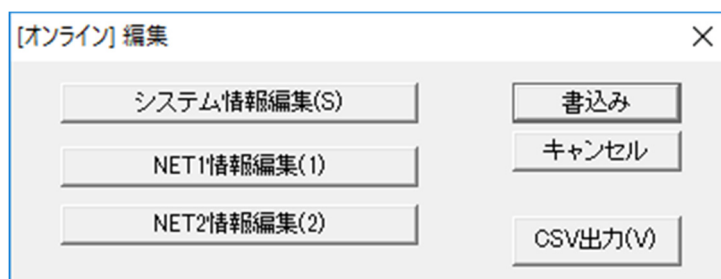 [オンライン] 編集
システム情報編集(S)
書込み
キャンセル
NET1情報編集(1)
NET2情報編集(2)
CSV出力(V)